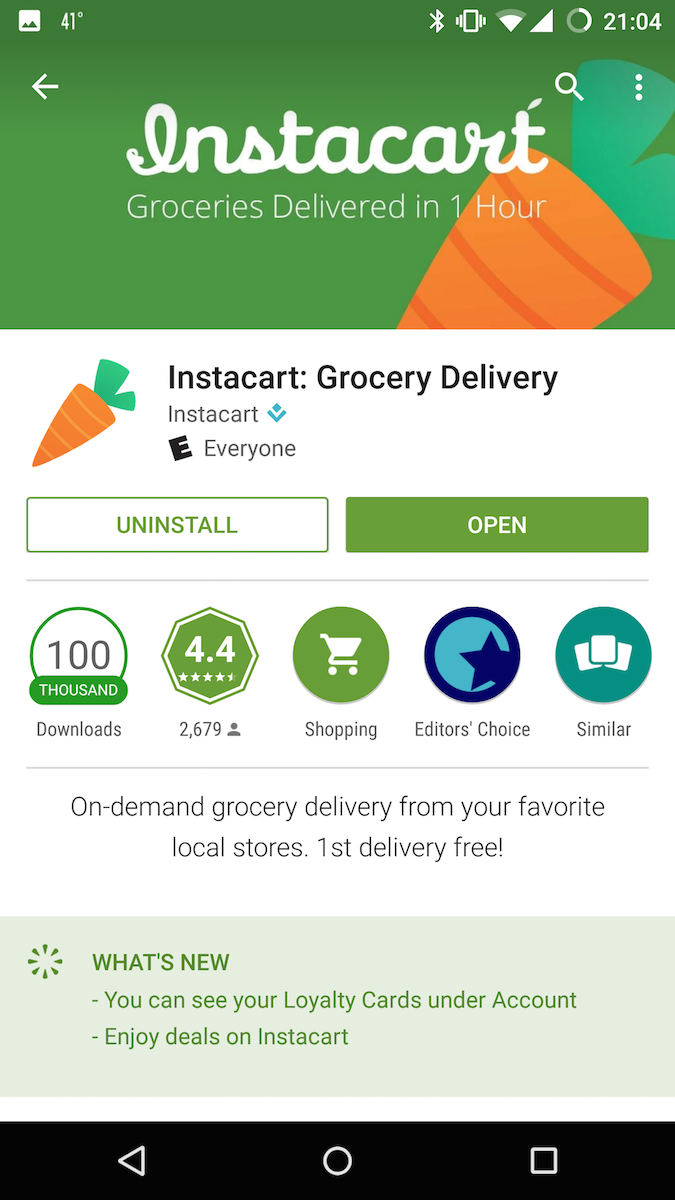 41°
21:04
Instacart
Groceries Delivered in 1 Hour
Instacart: Grocery Delivery
Instacart
E Everyone
UNINSTALL
OPEN
100
THOUSAND
4.4
Downloads
2,679
Shopping
Editors' Choice
Similar
On-demand grocery delivery from your favorite
local stores. 1st delivery free!
WHAT'S NEW
- You can see your Loyalty Cards under Account
- Enjoy deals on Instacart